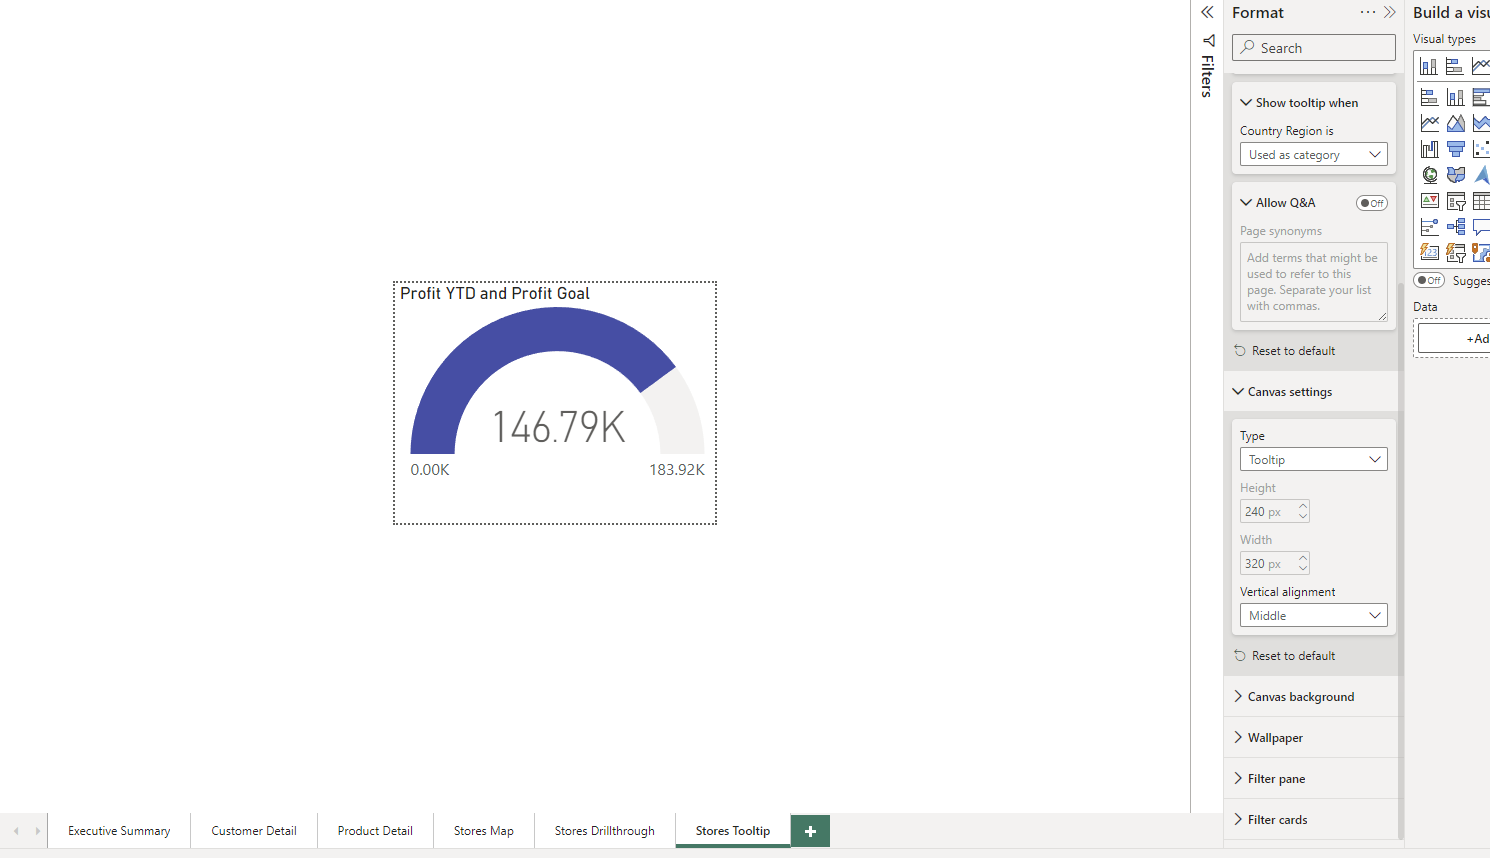 Profit YTD and Profit Goal
146.79K
0.00K
183.92K
Filters
Format
Search
Show tooltip when
Country Region is
Used as category
Allow Q&A
Off
Page synonyms
Add terms that might be
used to refer to this
page. Separate your list
with commas.
Reset to default
Canvas settings
Type
Tooltip
Height
240 px
Width
320 px
Vertical alignment
Middle
Reset to default
Canvas background
Wallpaper
Filter pane
Filter cards
Build a visu
Visual types
123
Off
Sugges
Data
+Ad
Executive Summary
Customer Detail
Product Detail
Stores Map
Stores Drillthrough
Stores Tooltip
+